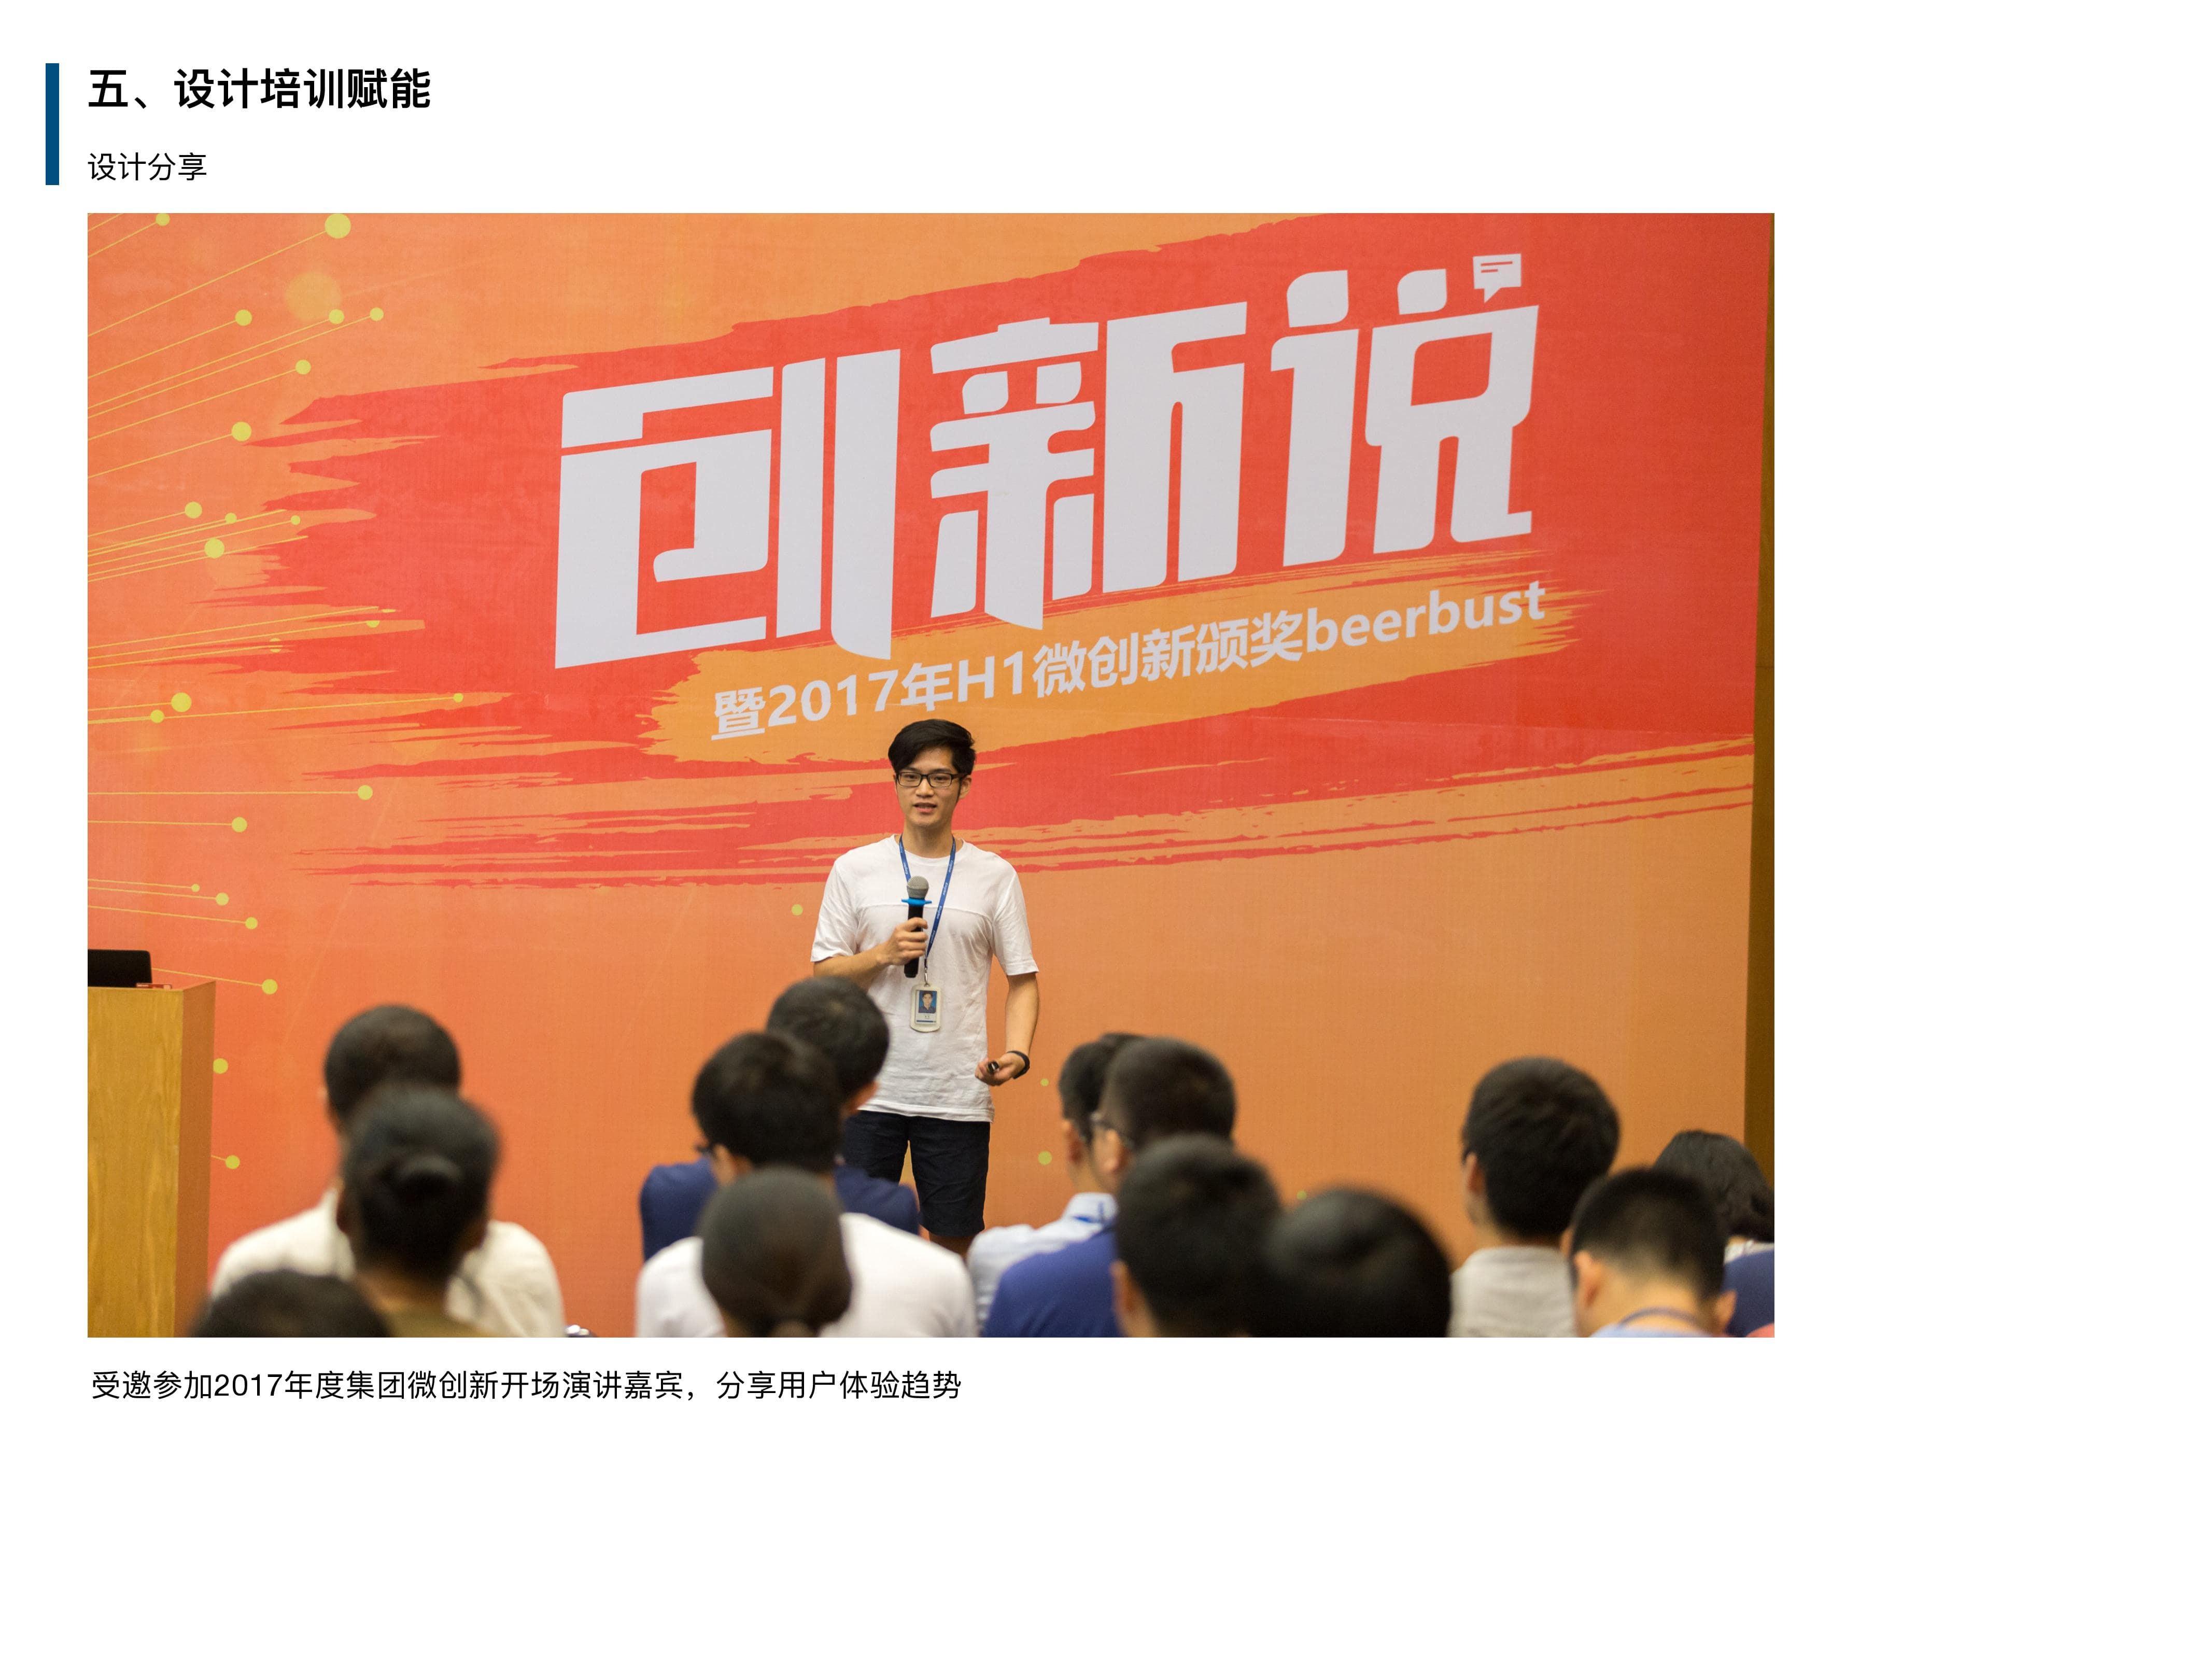 五、设计培训赋能
设计分享
创新说
暨2017年H1微创新颁奖beerbust
受邀参加2017年度集团微创新开场演讲嘉宾，分享用户体验趋势